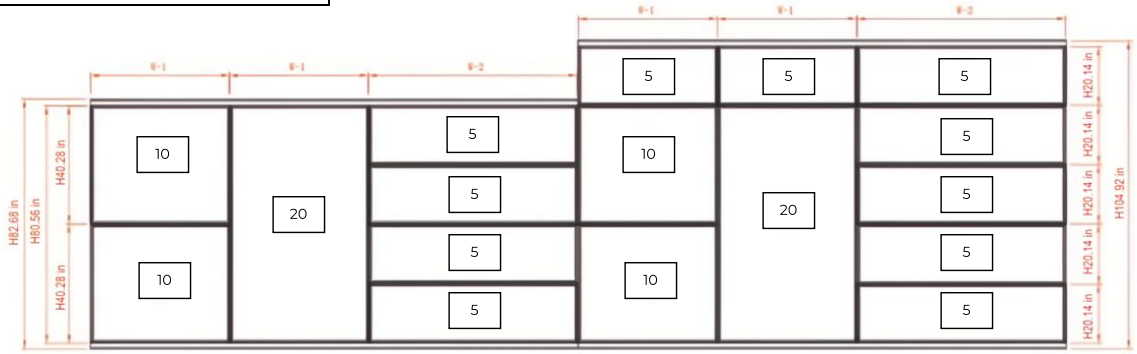 W-1 W-1 W-2
W-1 W-1 W-2
5 5 5
H20.14 in
10 20 5 10 20 5
H20.14 in
5 5
H20.14 in
10 5 10 5
H20.14 in
5 5
H20.14 in
H40.28 in
H40.28 in
H80.56 in
H82.68 in
H104.92 in